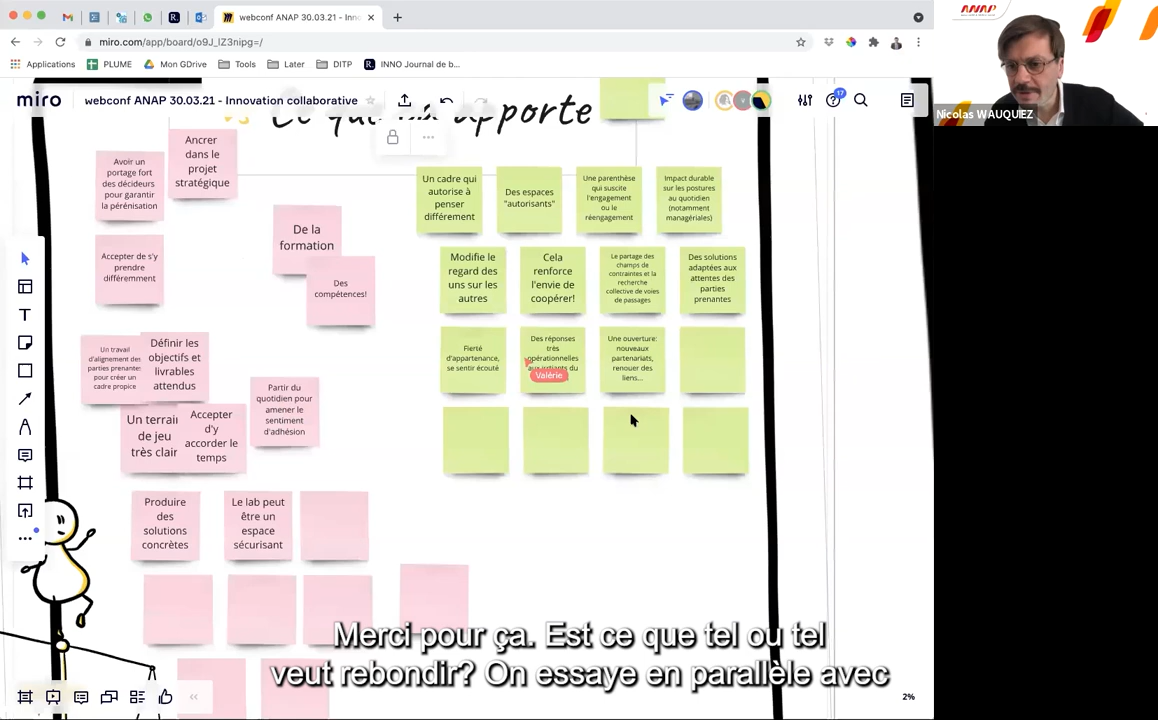 webconf ANAP 30.03.21 - Inno
miro.com/app/board/o9J_lZ3nipg=/
Applications
PLUME
Mon GDrive
Tools
Later
DITP
INNO Journal de b...
miro
webconf ANAP 30.03.21 - Innovation collaborative
17
Ce que apporte
Ancrer
dans le
projet
stratégique
Avoir un
portage fort
des décideurs
pour garantir
la pérénisation
Accepter de s'y
prendre
différemment
De la
formation
Des
compétences!
Un travail
d'alignement des
parties prenantes
pour créer un
cadre propice
Définir les
objectifs et
livrables
attendus
Un terrain
de jeu
très clair
Accepter
d'y
accorder le
temps
Partir du
quotidien pour
amener le
sentiment
d'adhésion
Produire
des
solutions
concrètes
Le lab peut
être un
espace
sécurisant
Un cadre qui
autorise à
penser
différement
Des espaces
"autorisants"
Une parenthèse
qui suscite
l'engagement
ou le
réengagement
Impact durable
sur les postures
au quotidien
(notamment
managériales)
Modifie le
regard des
uns sur les
autres
Cela
renforce
l'envie de
coopérer!
Le partage des
champs de
contraintes et la
recherche
collective de voies
de passages
Des solutions
adaptées aux
attentes des
parties
prenantes
Fierté
d'appartenance,
se sentir écouté
Des réponses
très
opérationnelles
Valérie
Une ouverture:
nouveaux
partenariats,
renouer des
liens...
2%
ANAP
Nicolas WAUQUIEZ
Merci pour ça. Est ce que tel ou tel
veut rebondir? On essaye en parallèle avec